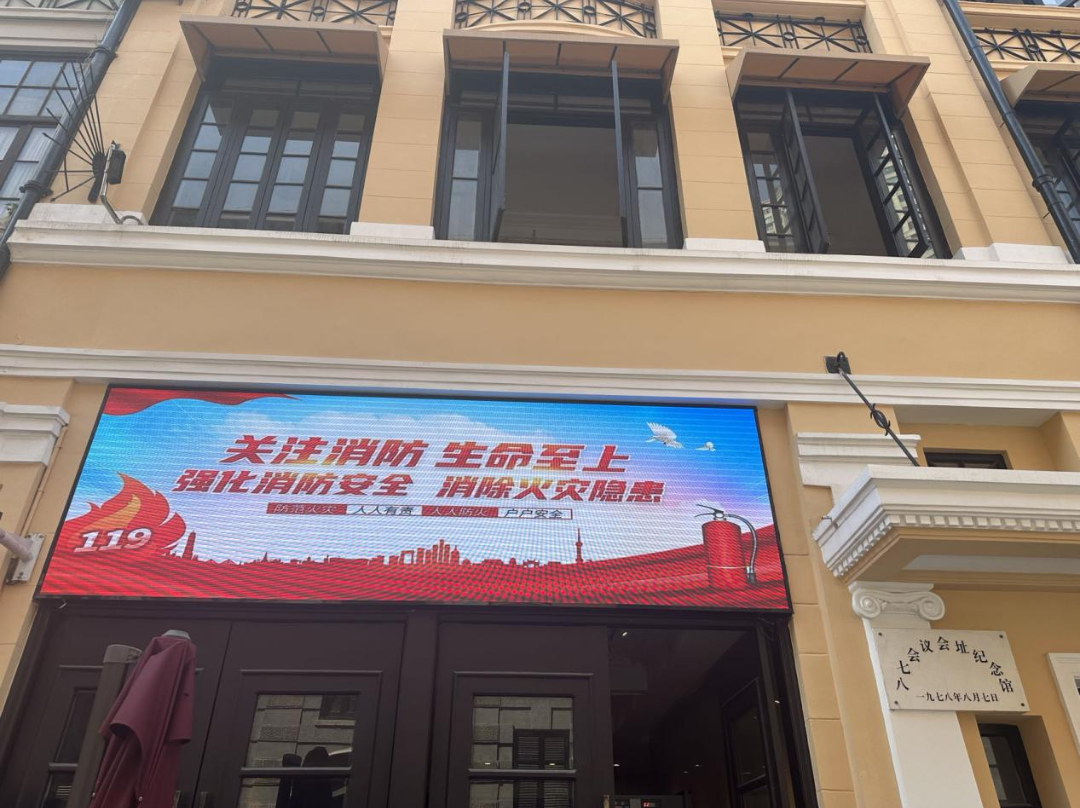 关注消防 生命至上
强化消防安全 消除火灾隐患
防范火灾 人人有责 人人防火 户户安全
119
八七会议会址纪念馆
一九七八年八月七日